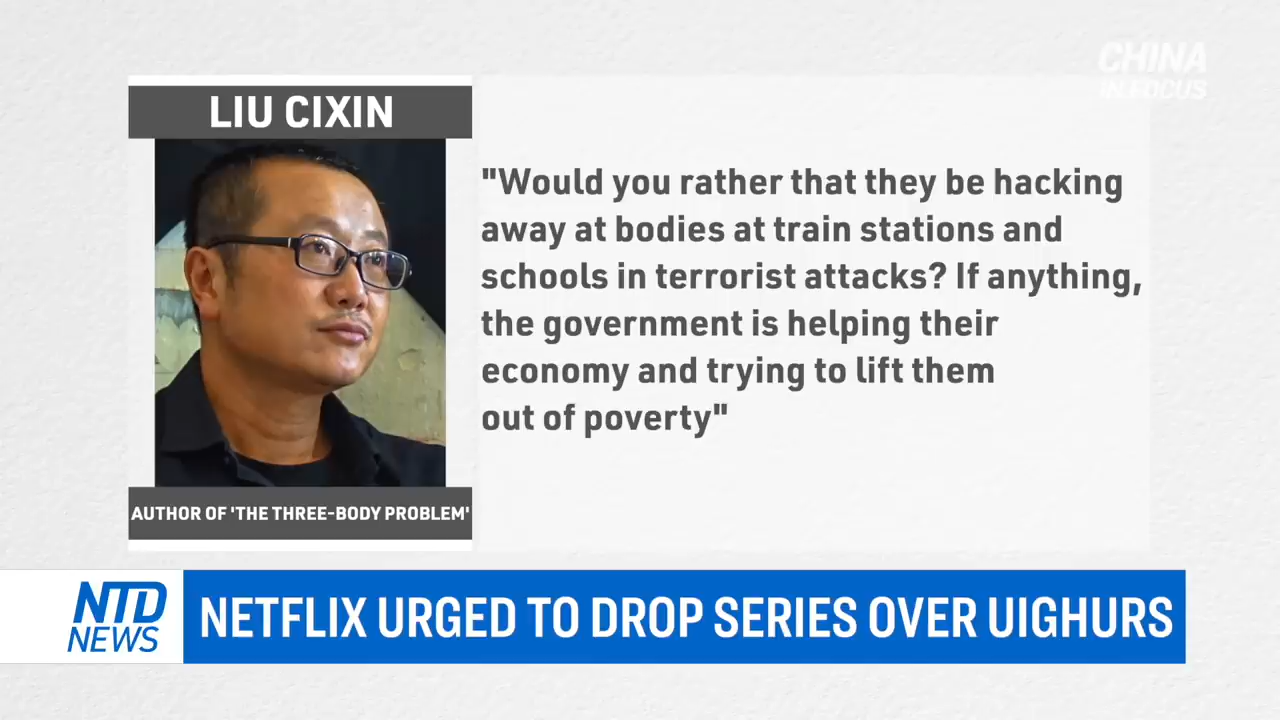 CHINA
IN FOCUS
LIU CIXIN
"Would you rather that they be hacking
away at bodies at train stations and
schools in terrorist attacks? If anything,
the government is helping their
economy and trying to lift them
out of poverty"
AUTHOR OF 'THE THREE-BODY PROBLEM'
NTD
NEWS
NETFLIX URGED TO DROP SERIES OVER UIGHURS